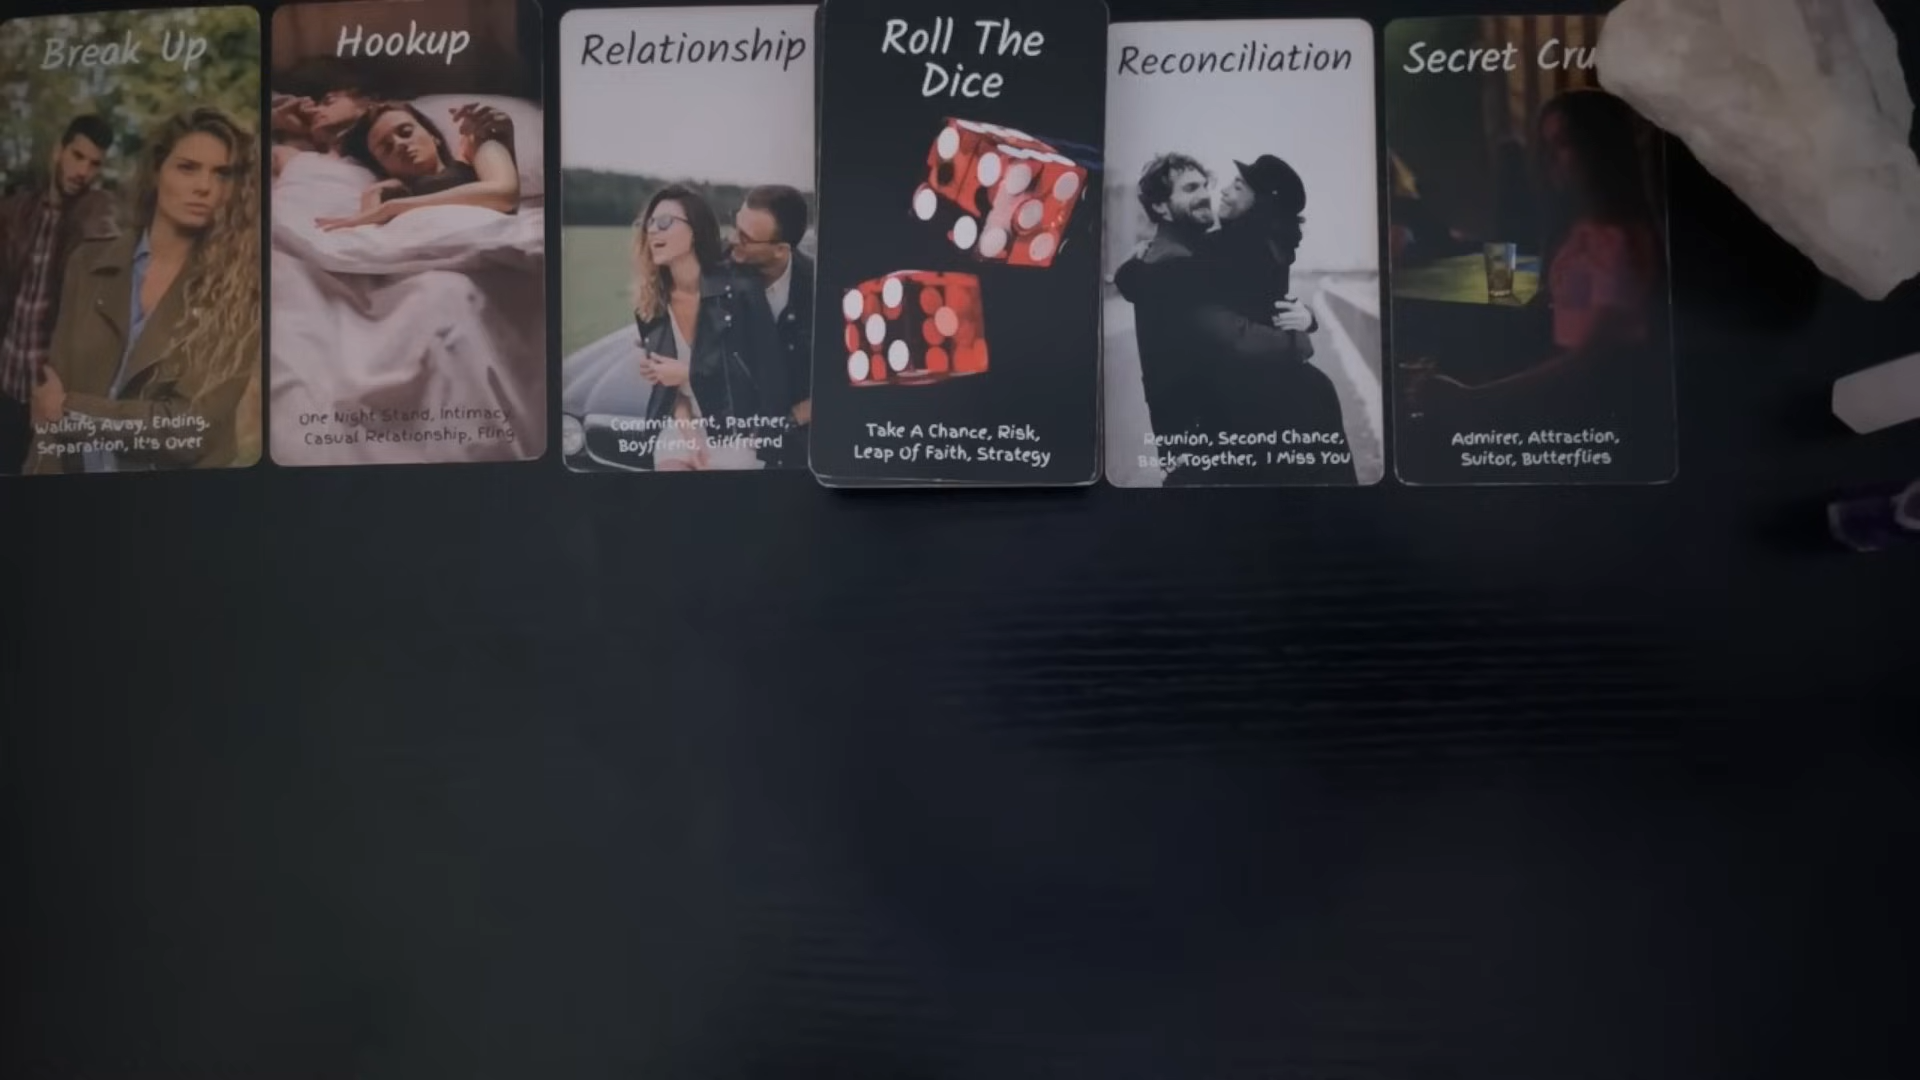 Break Up
Walking Away, Ending,
Separation, It's Over
Hookup
One Night Stand, Intimacy
Casual Relationship, Fling
Relationship
Commitment, Partner,
Boyfriend, Girlfriend
Roll The
Dice
Take A Chance, Risk,
Leap Of Faith, Strategy
Reconciliation
Reunion, Second Chance,
Back Together, I Miss You
Secret Cru
Admirer, Attraction,
Suitor, Butterflies